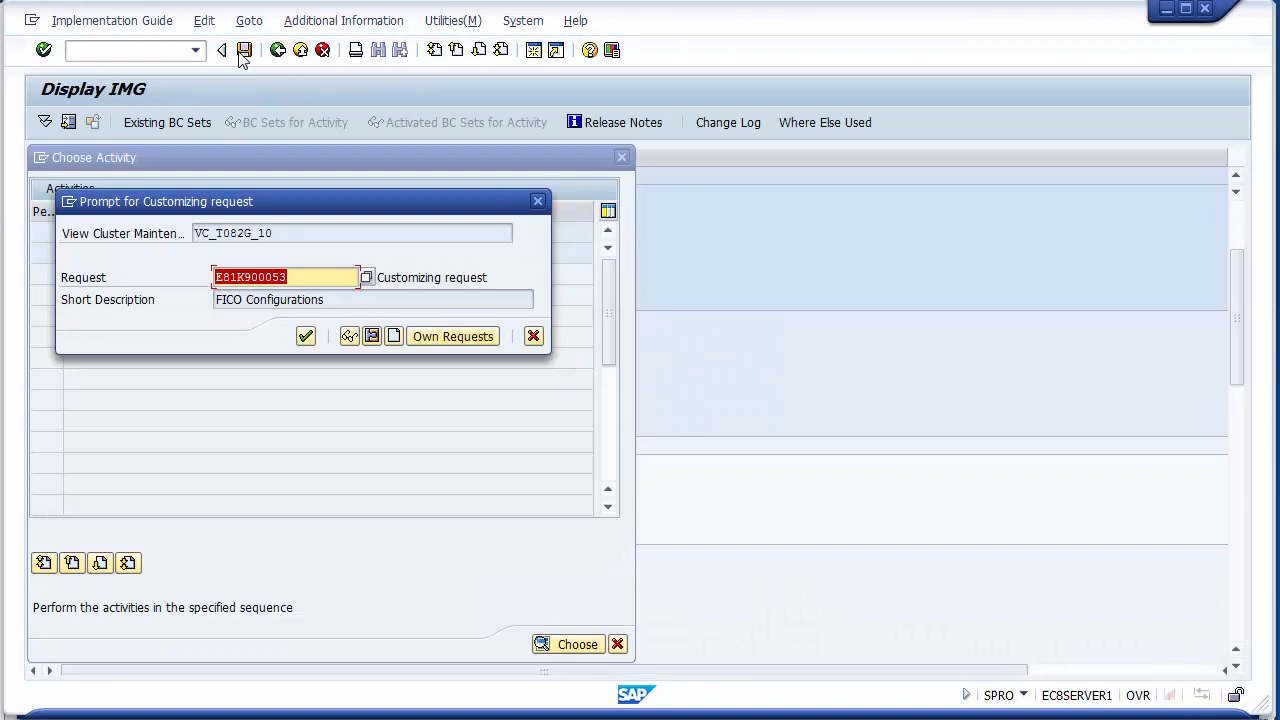 Implementation Guide Edit Goto Additional Information Utilities(M) System Help
Display IMG
Existing BC Sets BC Sets for Activity Activated BC Sets for Activity Release Notes Change Log Where Else Used
Choose Activity
Activities
Prompt for Customizing request
Pe..
View Cluster Mainten… VC_T082G_10
Request E81K900053 Customizing request
Short Description FICO Configurations
Own Requests
Perform the activities in the specified sequence
Choose
SAP SPRO EC8SERVER1 OVR